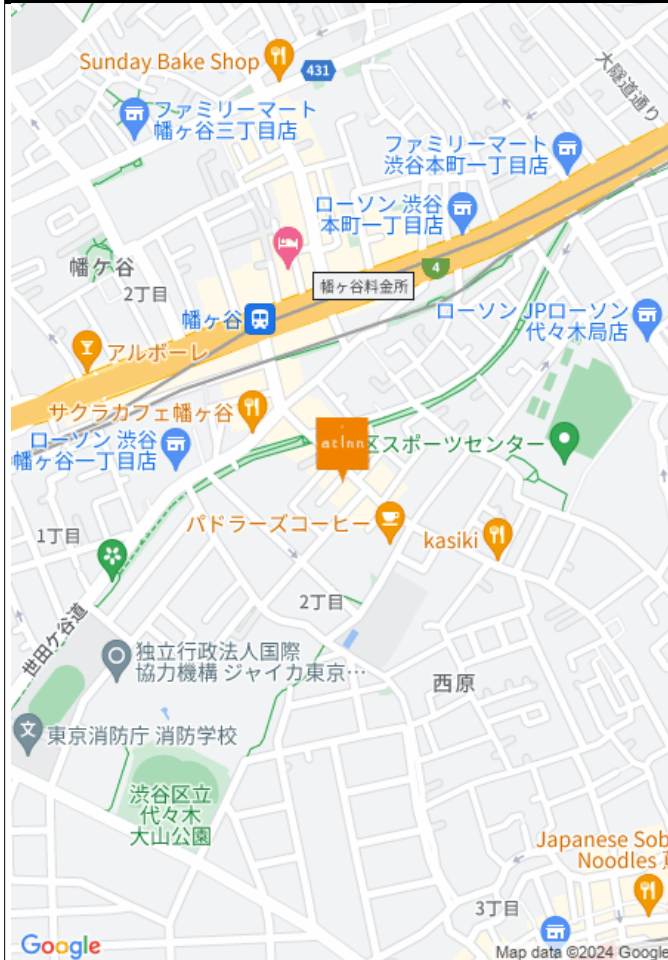 Sunday Bake Shop
431
大隧道通り
ファミリーマート
幡ヶ谷三丁目店
ファミリーマート
渋谷本町一丁目店
ローソン 渋谷
本町一丁目店
幡ケ谷
2丁目
4
幡ヶ谷料金所
幡ヶ谷
ローソン JPローソン
代々木局店
アルボーレ
サクラカフェ幡ヶ谷
ローソン 渋谷
幡ヶ谷一丁目店
atinn
区スポーツセンター
パドラーズコーヒー
kasiki
1丁目
2丁目
世田ケ谷道
独立行政法人国際
協力機構 ジャイカ東京…
西原
文
東京消防庁 消防学校
渋谷区立
代々木
大山公園
Japanese Sob
Noodles
3丁目
Google
Map data ©2024 Google